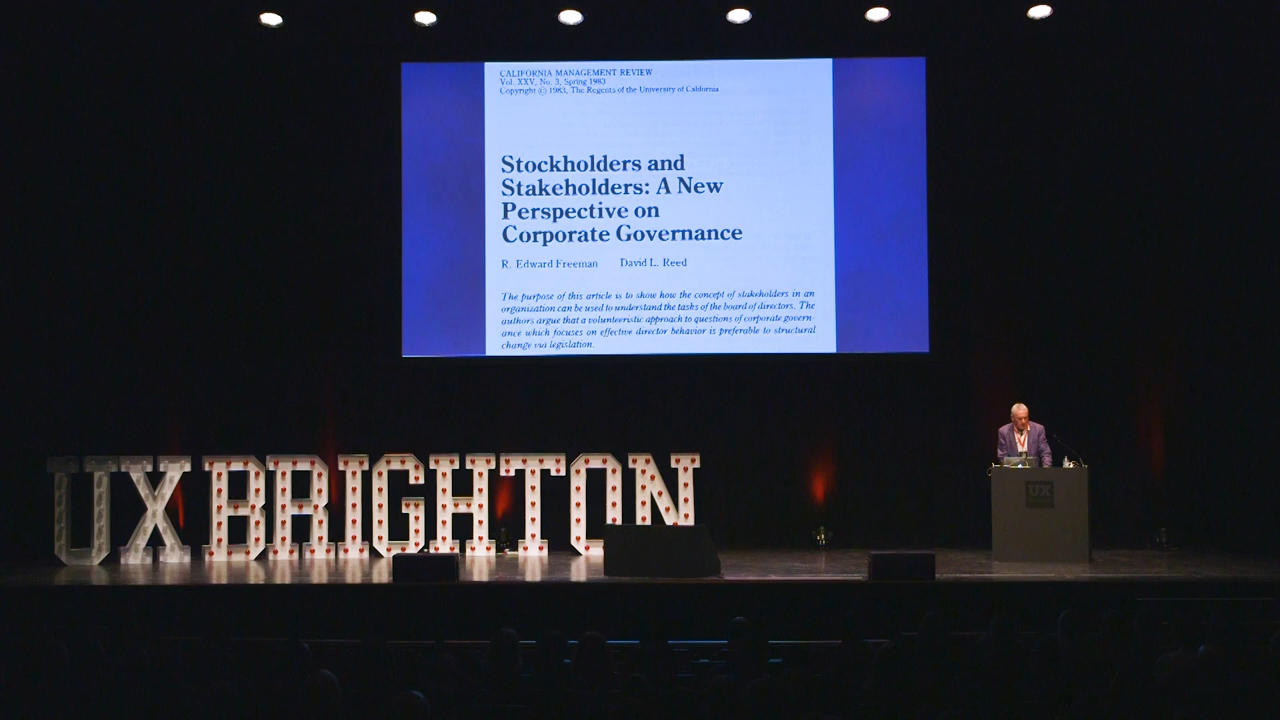 CALIFORNIA MANAGEMENT REVIEW
Vol. XXV, No. 3, Spring 1983
Copyright © 1983, The Regents of the University of California
Stockholders and
Stakeholders: A New
Perspective on
Corporate Governance
R. Edward Freeman David L. Reed
The purpose of this article is to show how the concept of stakeholders in an
organization can be used to understand the tasks of the board of directors. The
authors argue that a volunteeristic approach to questions of corporate govern-
ance which focuses on effective director behavior is preferable to structural
change via legislation.
UX BRIGHTON
UX